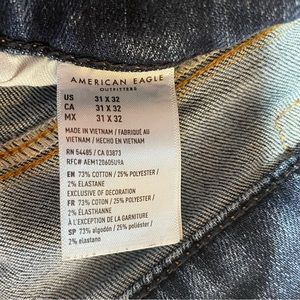 AMERICAN EAGLE
OUTFITTERS
US 31 X 32
CA 31 X 32
MX 31 X 32
MADE IN VIETNAM / FABRIQUÉ AU
VIETNAM / HECHO EN VIETNAM
RN 54485 / CA 03873
RFC# AEM120605U9A
EN 73% COTTON / 25% POLYESTER /
2% ELASTANE
EXCLUSIVE OF DECORATION
FR 73% COTON / 25% POLYESTER /
2% ÉLASTHANNE
À L'EXCEPTION DE LA GARNITURE
SP 73% algodón / 25% poliéster /
2% elastano